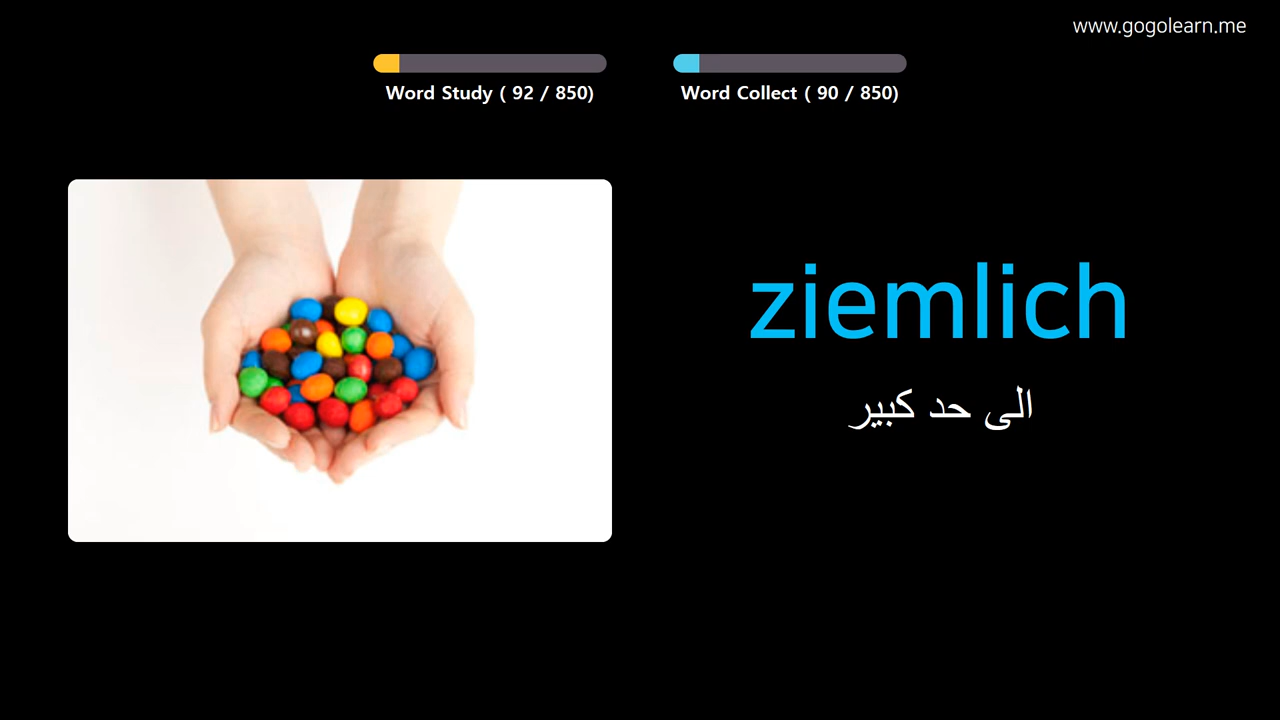 www.gogolearn.me
Word Study ( 92 / 850)
Word Collect ( 90 / 850)
ziemlich
الى حد كبير